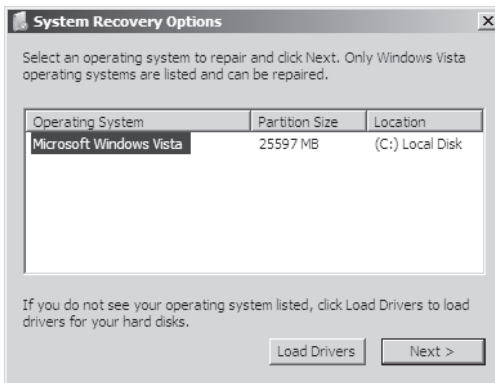 System Recovery Options
Select an operating system to repair and click Next. Only Windows Vista
operating systems are listed and can be repaired.
Operating System Partition Size Location
Microsoft Windows Vista 25597 MB (C:) Local Disk
If you do not see your operating system listed, click Load Drivers to load
drivers for your hard disks.
Load Drivers Next >